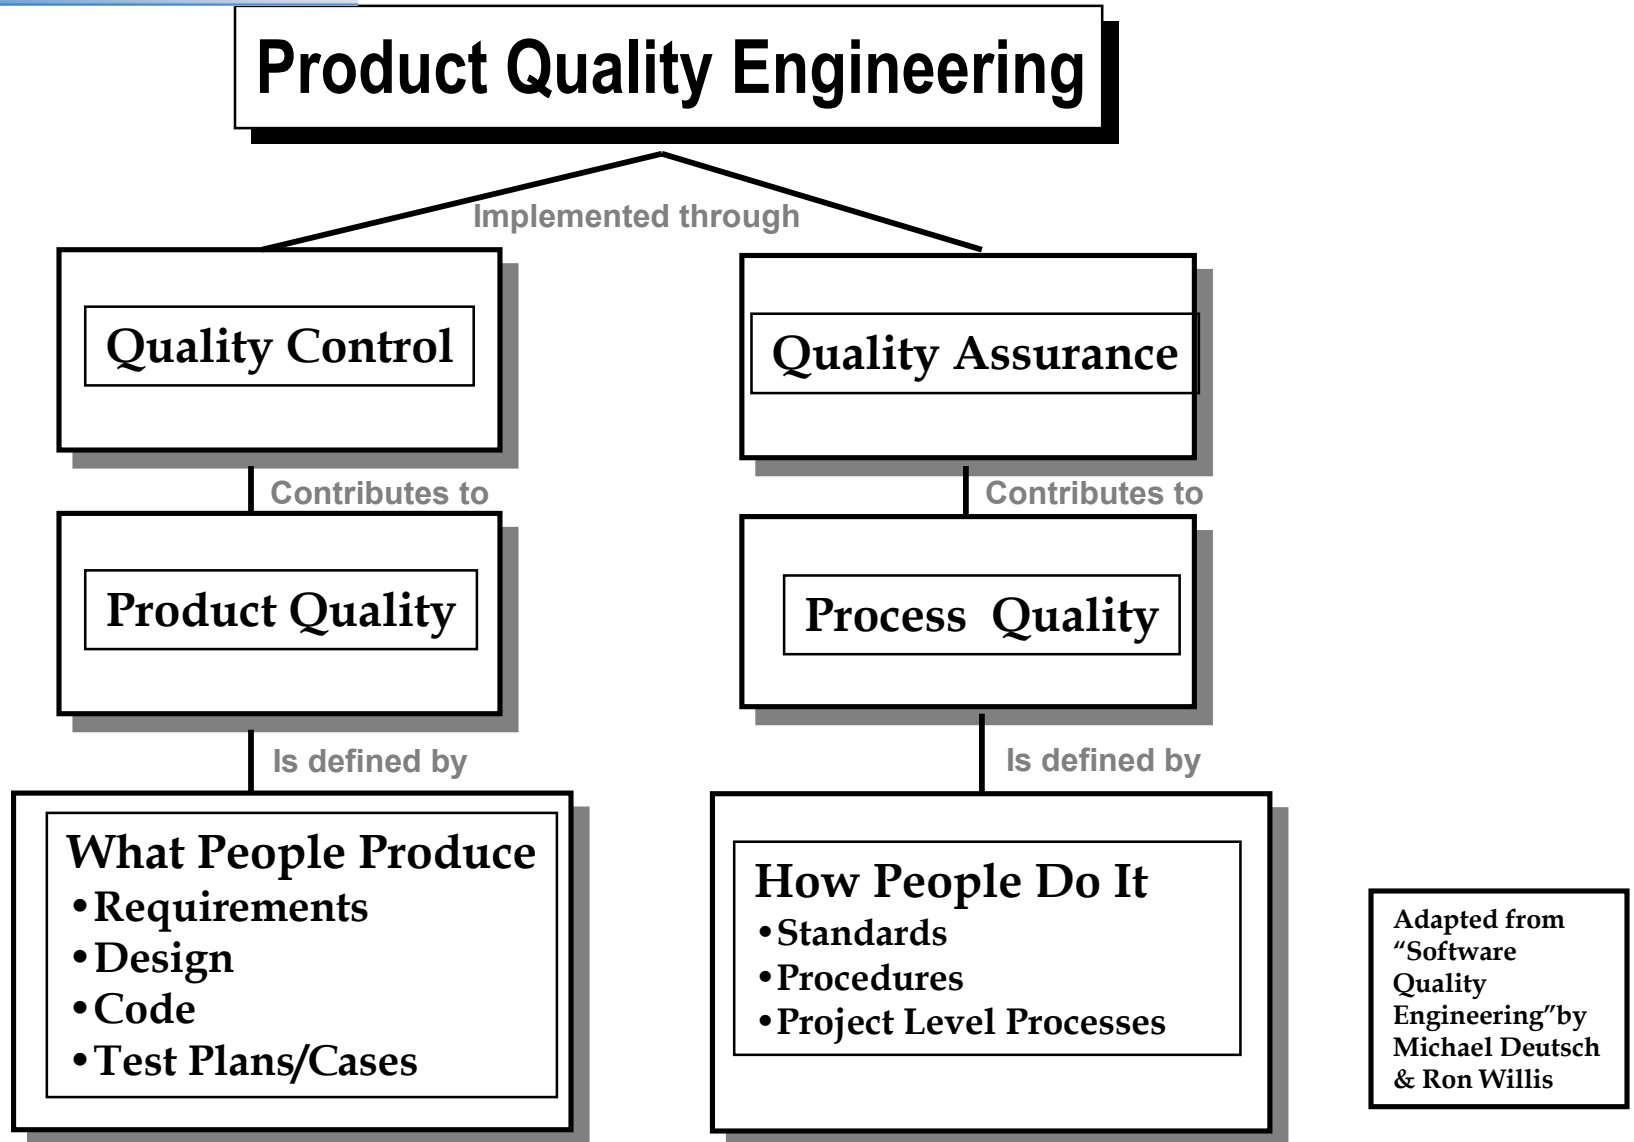 Product Quality Engineering
Implemented through
Quality Control
Quality Assurance
Contributes to
Contributes to
Product Quality
Process  Quality
Is defined by
Is defined by
What People Produce
•Requirements
•Design
•Code
•Test Plans/Cases
How People Do It
•Standards
•Procedures
•Project Level Processes
Adapted from
“Software
Quality
Engineering”by
Michael Deutsch
& Ron Willis